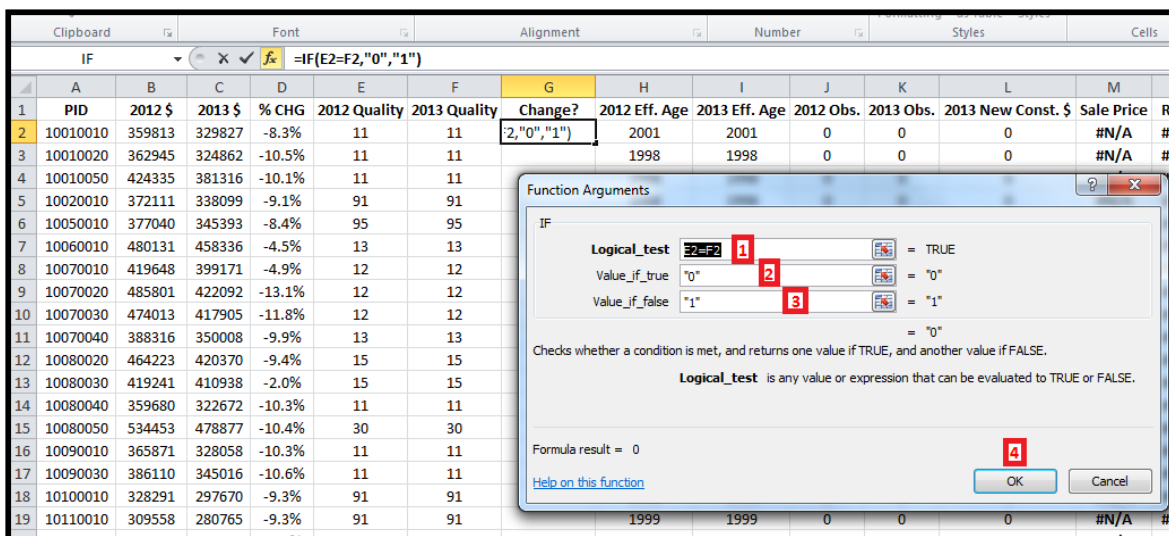 Clipboard Font Alignment Number Styles Cells
IF fx =IF(E2=F2,"0","1")
A B C D E F G H I J K L M
1 PID 2012 $ 2013 $ % CHG 2012 Quality 2013 Quality Change? 2012 Eff. Age 2013 Eff. Age 2012 Obs. 2013 Obs. 2013 New Const. $ Sale Price
2 10010010 359813 329827 -8.3% 11 11 :2,"0","1") 2001 2001 0 0 0 #N/A #
3 10010020 362945 324862 -10.5% 11 11 1998 1998 0 0 0 #N/A #
4 10010050 424335 381316 -10.1% 11 11
5 10020010 372111 338099 -9.1% 91 91
6 10050010 377040 345393 -8.4% 95 95
7 10060010 480131 458336 -4.5% 13 13
8 10070010 419648 399171 -4.9% 12 12
9 10070020 485801 422092 -13.1% 12 12
10 10070030 474013 417905 -11.8% 12 12
11 10070040 388316 350008 -9.9% 13 13
12 10080020 464223 420370 -9.4% 15 15
13 10080030 419241 410938 -2.0% 15 15
14 10080040 359680 322672 -10.3% 11 11
15 10080050 534453 478877 -10.4% 30 30
16 10090010 365871 328058 -10.3% 11 11
17 10090030 386110 345016 -10.6% 11 11
18 10100010 328291 297670 -9.3% 91 91
19 10110010 309558 280765 -9.3% 91 91 1999 1999 0 0 0 #N/A #
Function Arguments ? X
IF
Logical_test E2=F2 1 = TRUE
Value_if_true "0" 2 = "0"
Value_if_false "1" 3 = "1"
= "0"
Checks whether a condition is met, and returns one value if TRUE, and another value if FALSE.
Logical_test is any value or expression that can be evaluated to TRUE or FALSE.
Formula result = 0
4
Help on this function OK Cancel